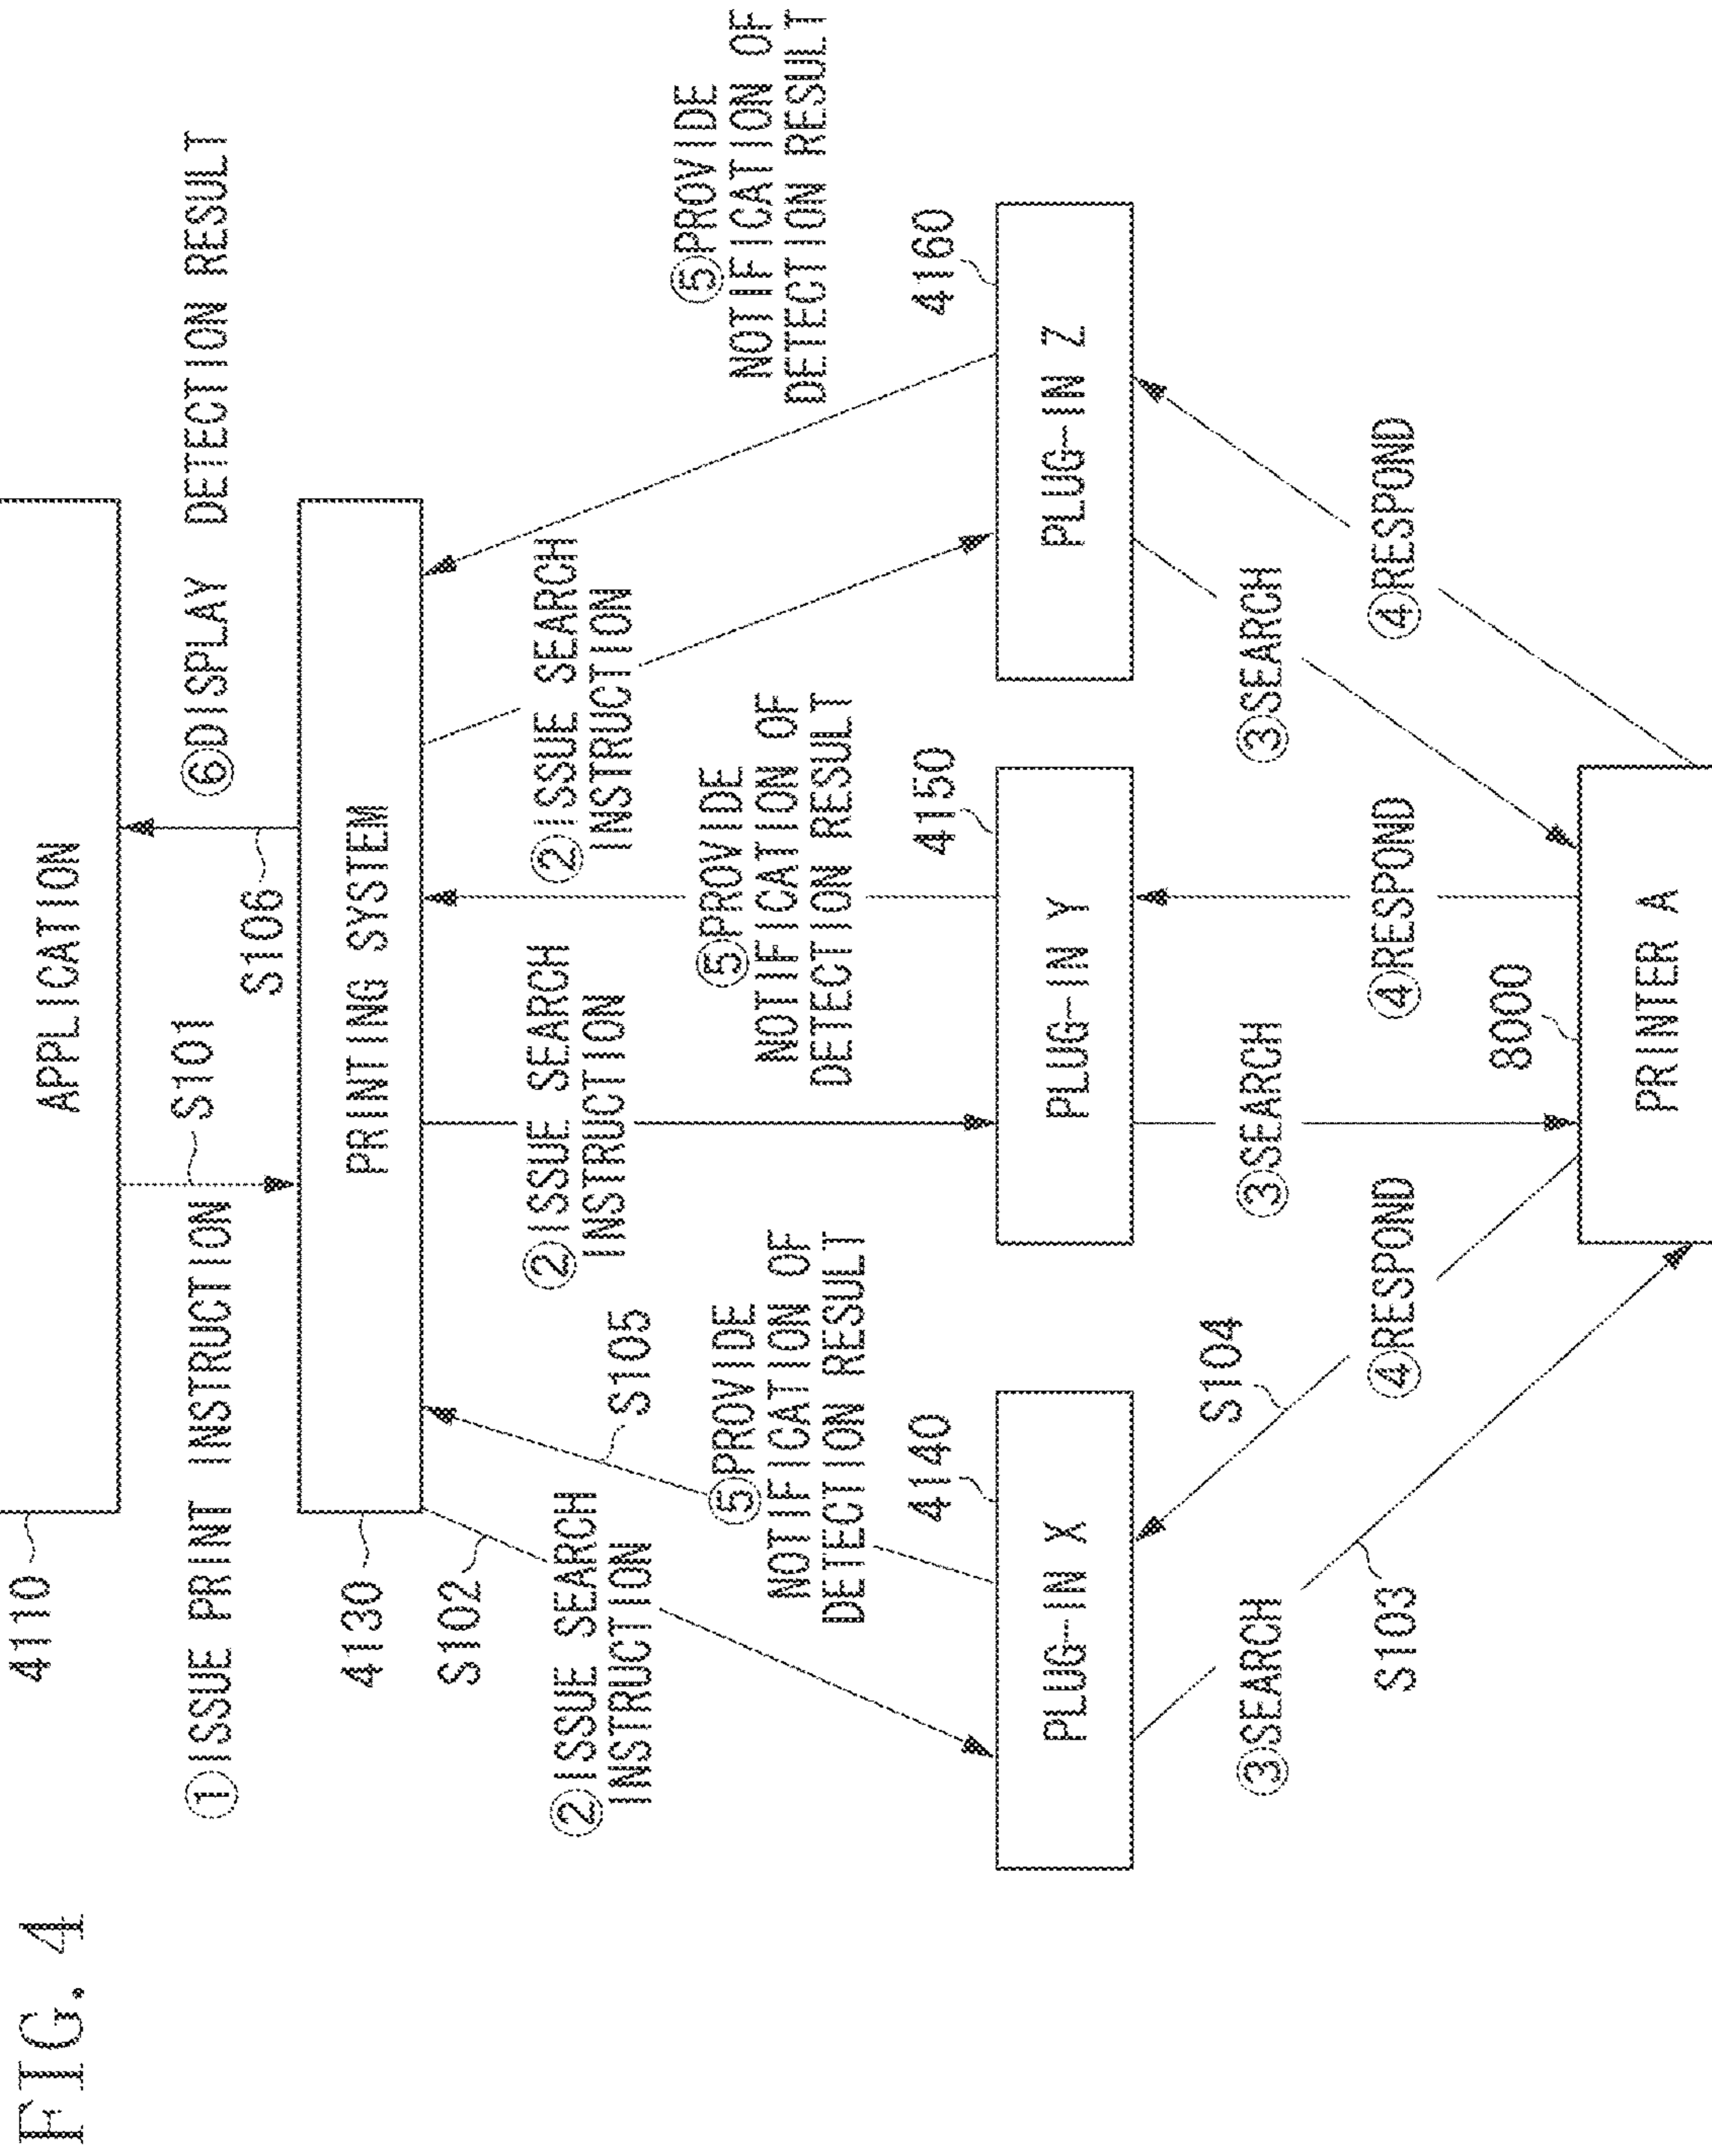 FIG. 4
4110
APPLICATION
①ISSUE PRINT INSTRUCTION
S101
S106
⑥DISPLAY DETECTION RESULT
4130
PRINTING SYSTEM
S102
②ISSUE SEARCH
INSTRUCTION
S105
⑤PROVIDE
NOTIFICATION OF
DETECTION RESULT
②ISSUE SEARCH
INSTRUCTION
⑤PROVIDE
NOTIFICATION OF
DETECTION RESULT
②ISSUE SEARCH
INSTRUCTION
⑤PROVIDE
NOTIFICATION OF
DETECTION RESULT
4140
PLUG-IN X
4150
PLUG-IN Y
4160
PLUG-IN Z
③SEARCH
S103
S104
④RESPOND
③SEARCH
④RESPOND
③SEARCH
④RESPOND
8000
PRINTER A